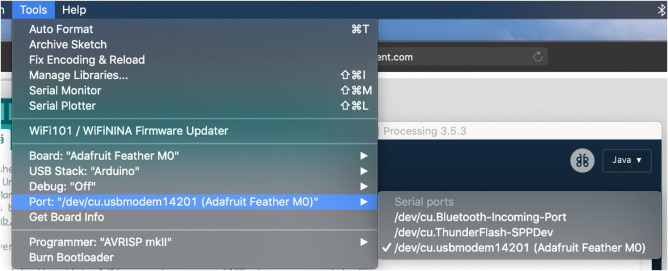 Tools Help
Auto Format ⌘T
Archive Sketch
Fix Encoding & Reload
Manage Libraries... ⇧⌘I
Serial Monitor ⇧⌘M
Serial Plotter ⇧⌘L
WiFi101 / WiFiNINA Firmware Updater
Board: "Adafruit Feather M0"
USB Stack: "Arduino"
Debug: "Off"
Port: "/dev/cu.usbmodem14201 (Adafruit Feather M0)"
Get Board Info
Programmer: "AVRISP mkII"
Burn Bootloader
ent.com
Processing 3.5.3
Java ▼
Serial ports
/dev/cu.Bluetooth-Incoming-Port
/dev/cu.ThunderFlash-SPPDev
✓ /dev/cu.usbmodem14201 (Adafruit Feather M0)